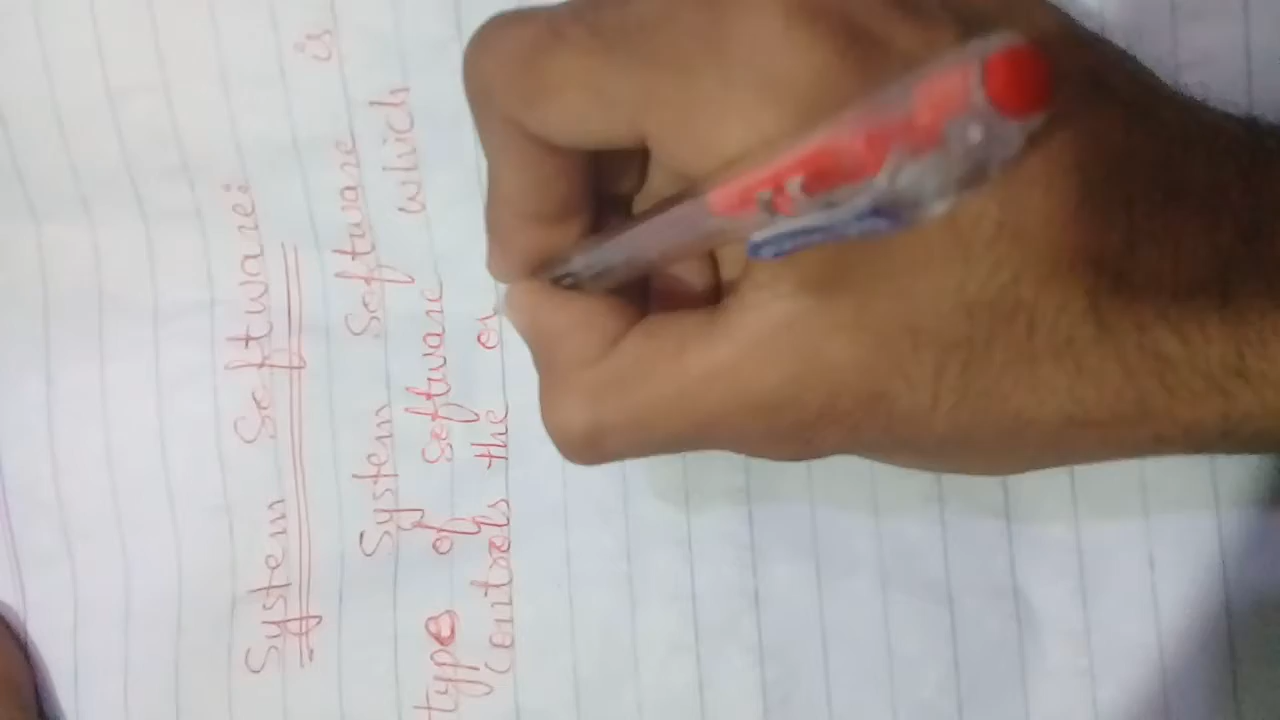 System Software:
System Software is
type of software which
controls the